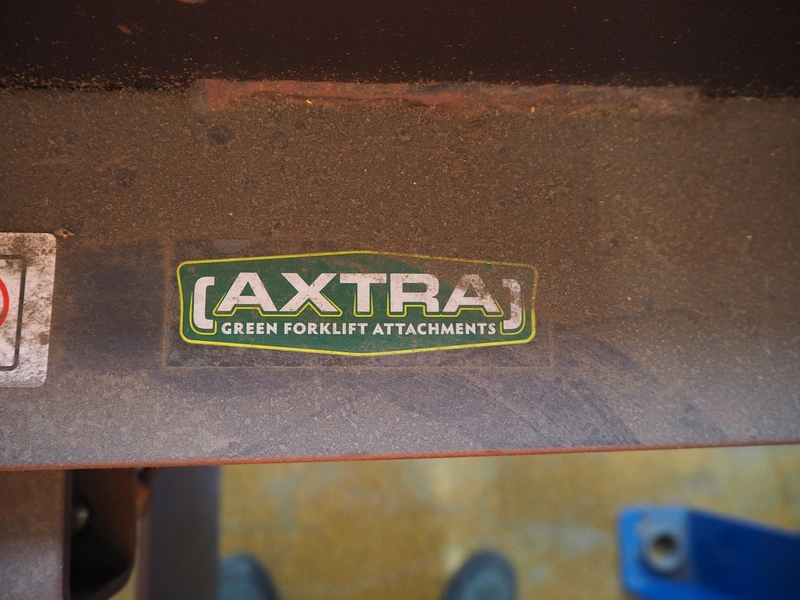 [AXTRA]
GREEN FORKLIFT ATTACHMENTS